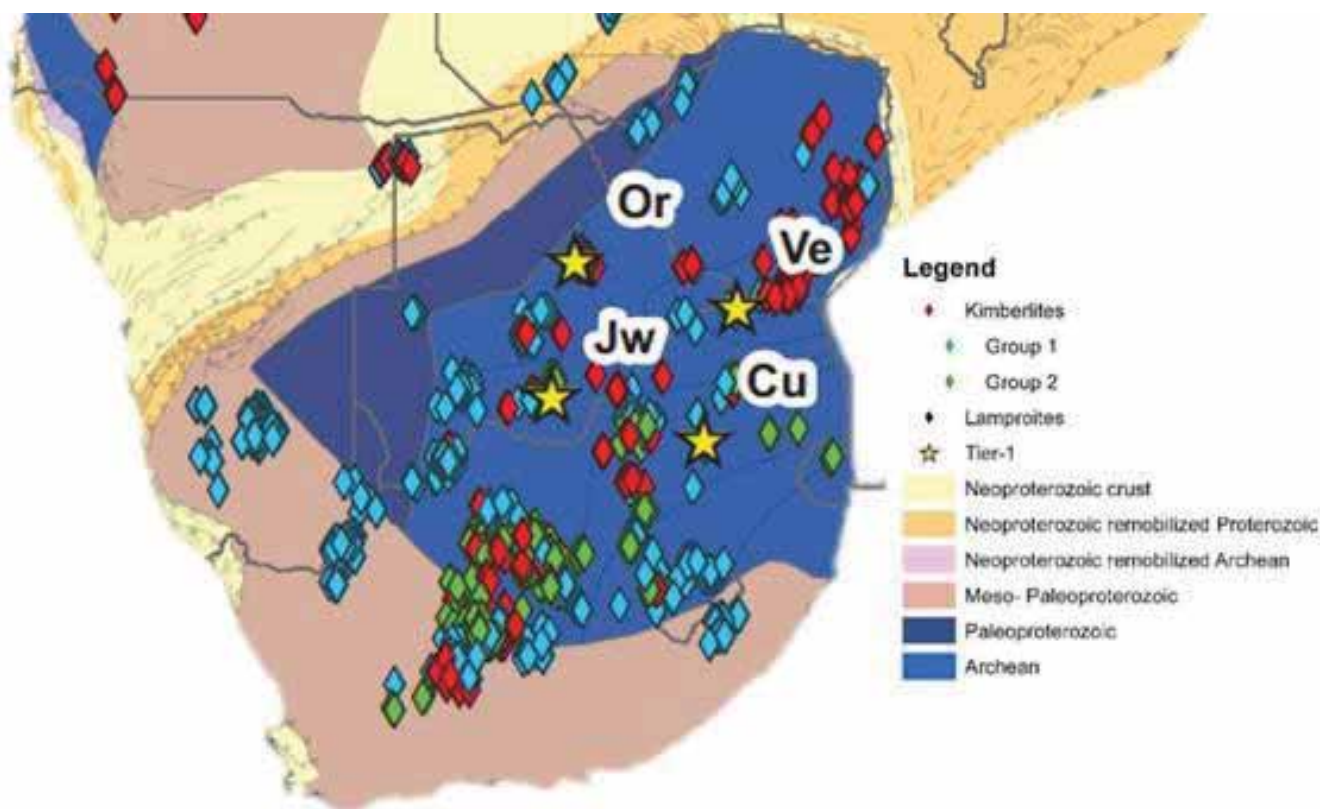 Or
Ve
Jw
Cu
Legend
Kimberlites
Group 1
Group 2
Lamproites
Tier-1
Neoproterozoic crust
Neoproterozoic remobilized Proterozoic
Neoproterozoic remobilized Archean
Meso- Paleoproterozoic
Paleoproterozoic
Archean